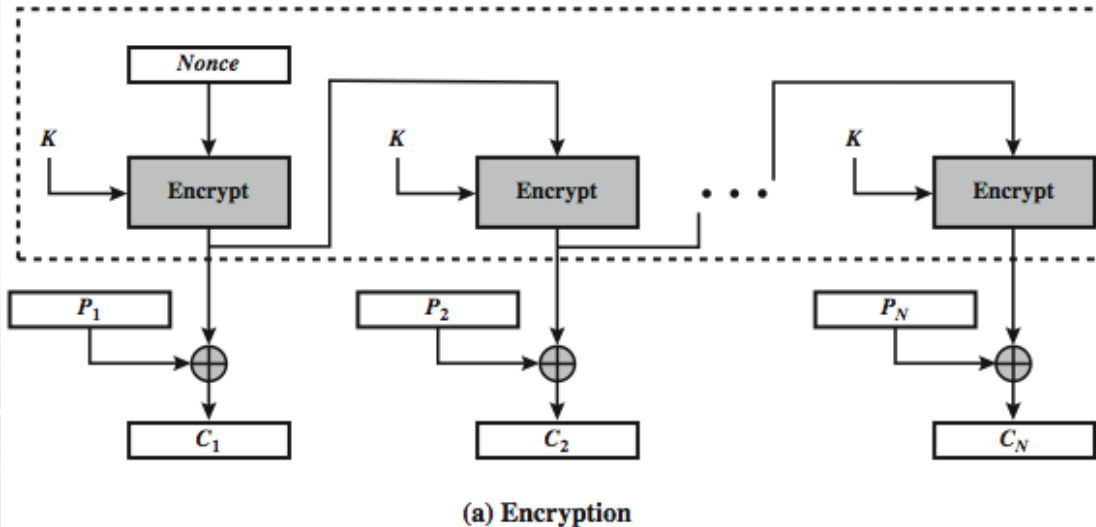 Nonce
K K K
Encrypt Encrypt • • • Encrypt
P1 P2 PN
C1 C2 CN
(a) Encryption